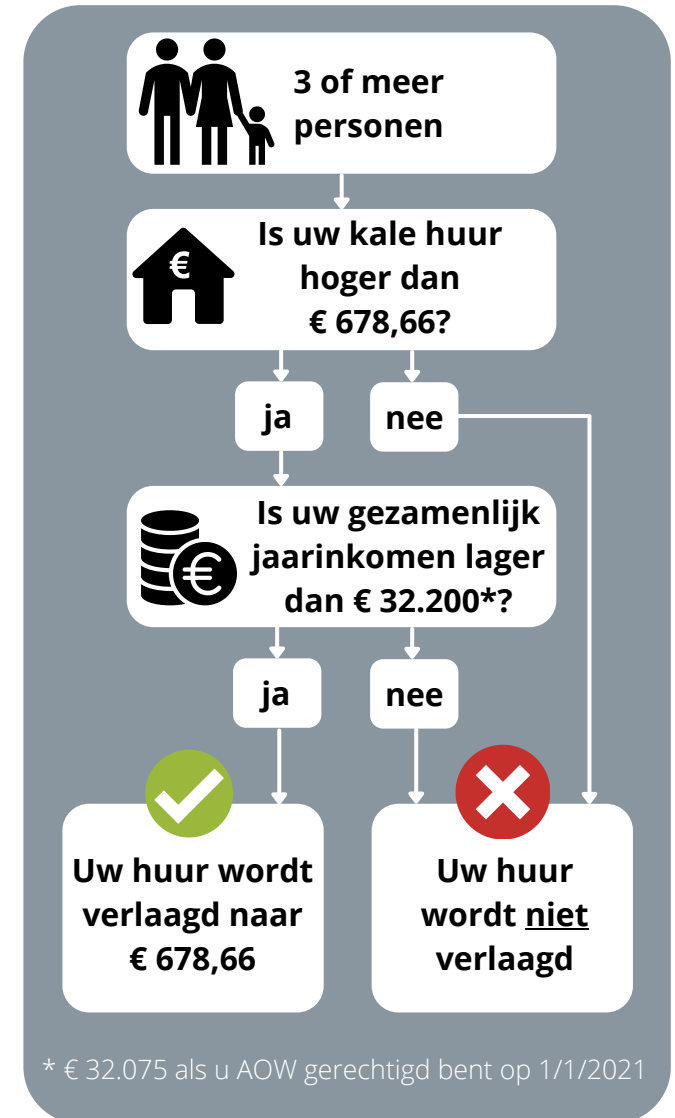 3 of meer
personen
€
Is uw kale huur
hoger dan
€ 678,66?
ja
nee
€
Is uw gezamenlijk
jaarinkomen lager
dan € 32.200*?
ja
nee
Uw huur wordt
verlaagd naar
€ 678,66
Uw huur
wordt niet
verlaagd
* € 32.075 als u AOW gerechtigd bent op 1/1/2021